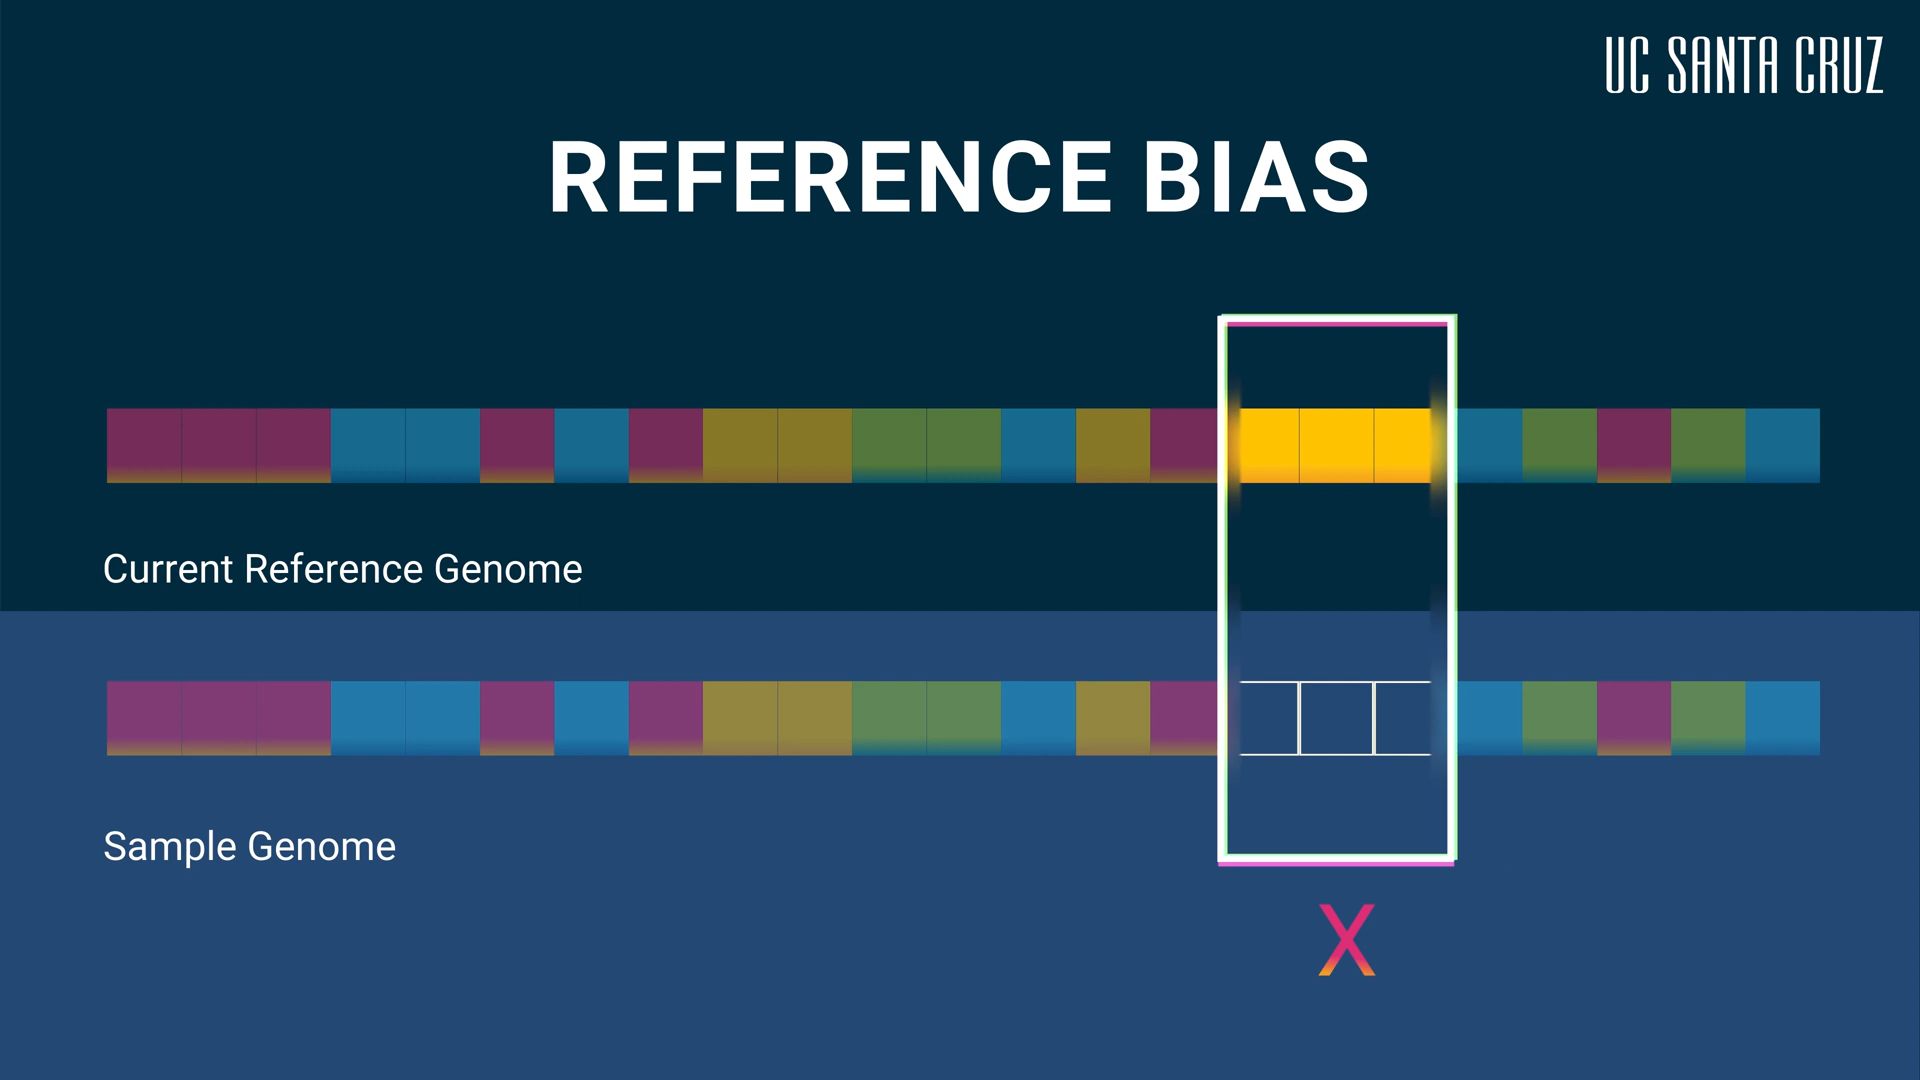 UC SANTA CRUZ
REFERENCE BIAS
Current Reference Genome
Sample Genome
X